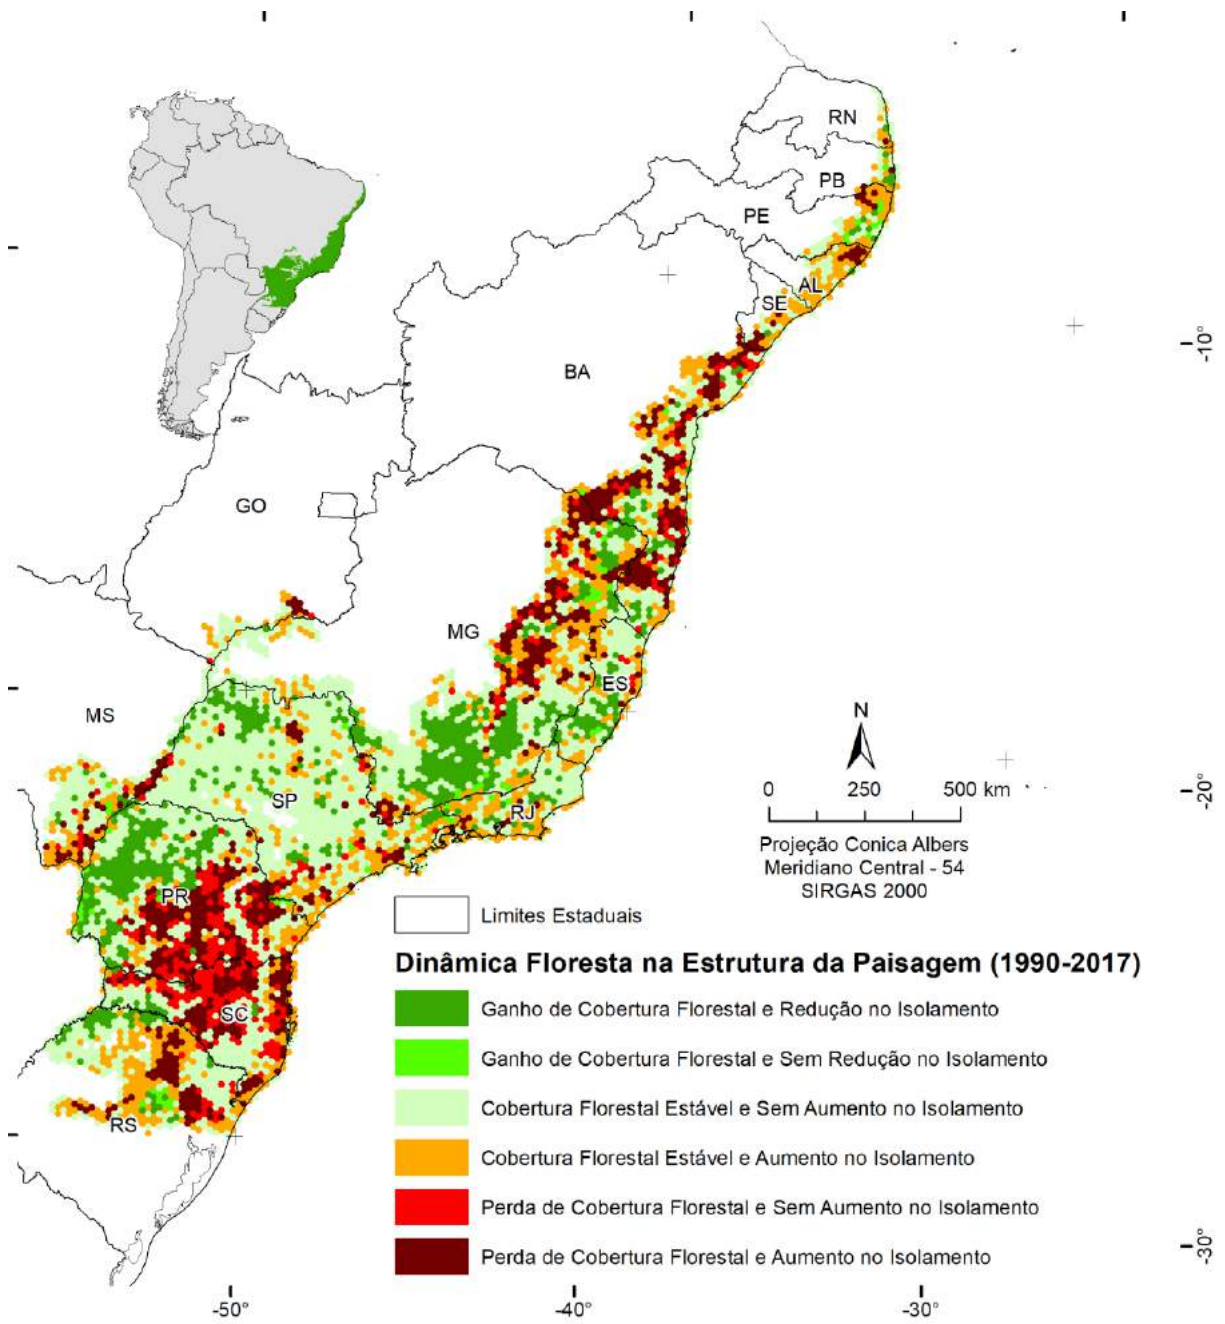 RN
PB
PE
AL
SE
BA
-10°
GO
MG
ES
MS
N
SP
0 250 500 km
-20°
RJ
Projeção Conica Albers
Meridiano Central - 54
SIRGAS 2000
PR
Limites Estaduais
Dinâmica Floresta na Estrutura da Paisagem (1990-2017)
Ganho de Cobertura Florestal e Redução no Isolamento
SC
Ganho de Cobertura Florestal e Sem Redução no Isolamento
Cobertura Florestal Estável e Sem Aumento no Isolamento
RS
Cobertura Florestal Estável e Aumento no Isolamento
Perda de Cobertura Florestal e Sem Aumento no Isolamento
Perda de Cobertura Florestal e Aumento no Isolamento
-30°
-50° -40° -30°